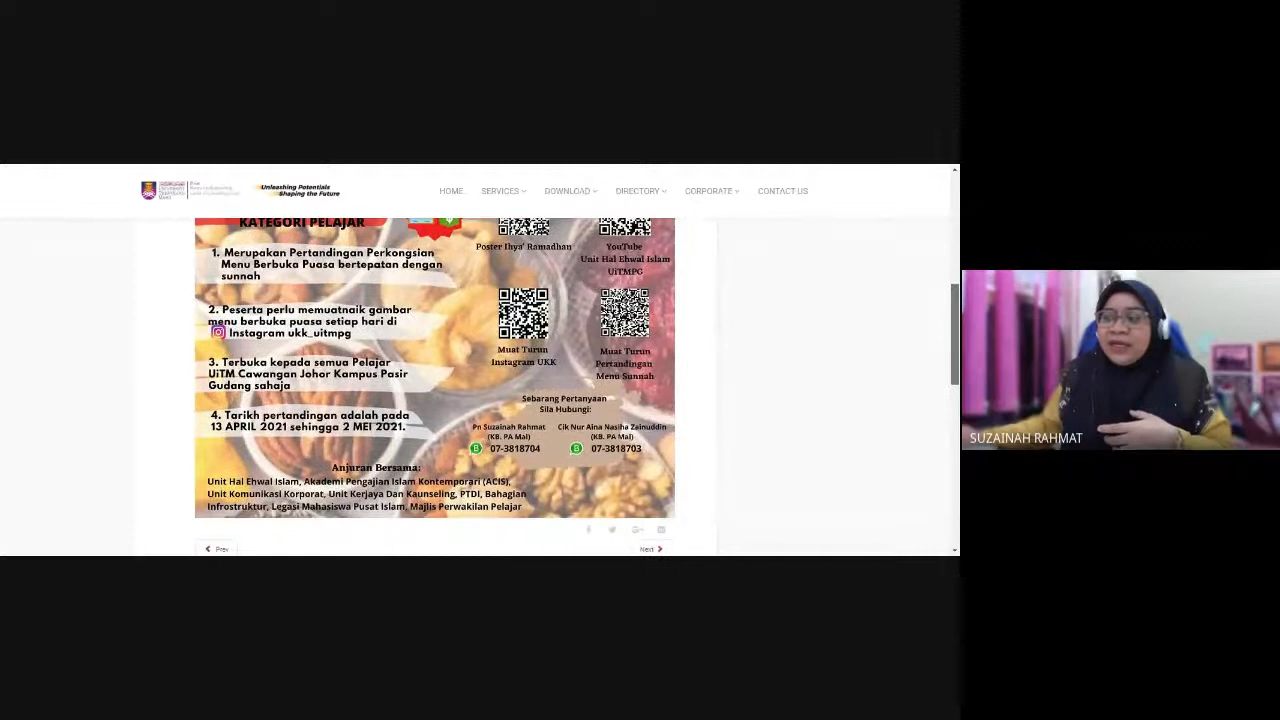 UNIVERSITI
TEKNOLOGI
MARA
Unleashing Potentials
Shaping the Future
HOME
SERVICES
DOWNLOAD
DIRECTORY
CORPORATE
CONTACT US
KATEGORI PELAJAR
1. Merupakan Pertandingan Perkongsian
Menu Berbuka Puasa bertepatan dengan
sunnah
2. Peserta perlu memuatnaik gambar
menu berbuka puasa setiap hari di
Instagram ukk_uitmpg
3. Terbuka kepada semua Pelajar
UiTM Cawangan Johor Kampus Pasir
Gudang sahaja
4. Tarikh pertandingan adalah pada
13 APRIL 2021 sehingga 2 MEI 2021.
Poster Ihya' Ramadhan
YouTube
Unit Hal Ehwal Islam
UiTMPG
Muat Turun
Instagram UKK
Muat Turun
Pertandingan
Menu Sunnah
Sebarang Pertanyaan
Sila Hubungi:
Pn Suzainah Rahmat
(KB. PA Mal)
07-3818704
Cik Nur Aina Nasiha Zainuddin
(KB. PA Mal)
07-3818703
Anjuran Bersama:
Unit Hal Ehwal Islam, Akademi Pengajian Islam Kontemporari (ACIS),
Unit Komunikasi Korporat, Unit Kerjaya Dan Kaunseling, PTDI, Bahagian
Infrostruktur, Legasi Mahasiswa Pusat Islam, Majlis Perwakilan Pelajar
Prev
Next
SUZAINAH RAHMAT